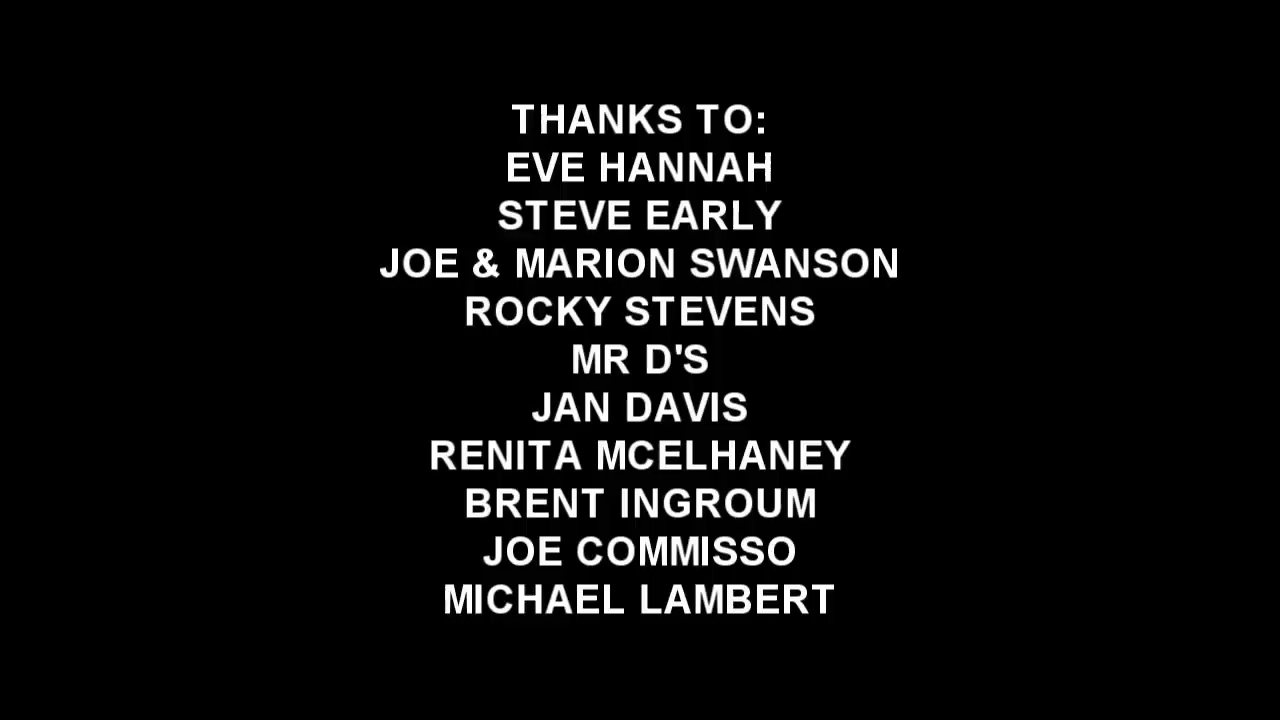 THANKS TO:
EVE HANNAH
STEVE EARLY
JOE & MARION SWANSON
ROCKY STEVENS
MR D'S
JAN DAVIS
RENITA MCELHANEY
BRENT INGROUM
JOE COMMISSO
MICHAEL LAMBERT